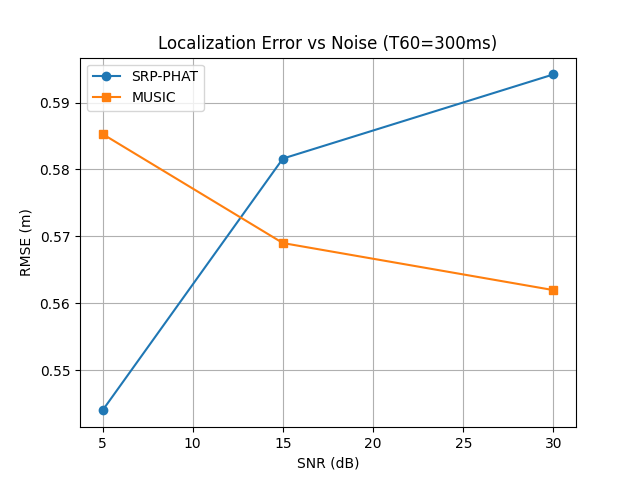 Localization Error vs Noise (T60=300ms)
SRP-PHAT
MUSIC
RMSE (m)
0.59
0.58
0.57
0.56
0.55
5 10 15 20 25 30
SNR (dB)